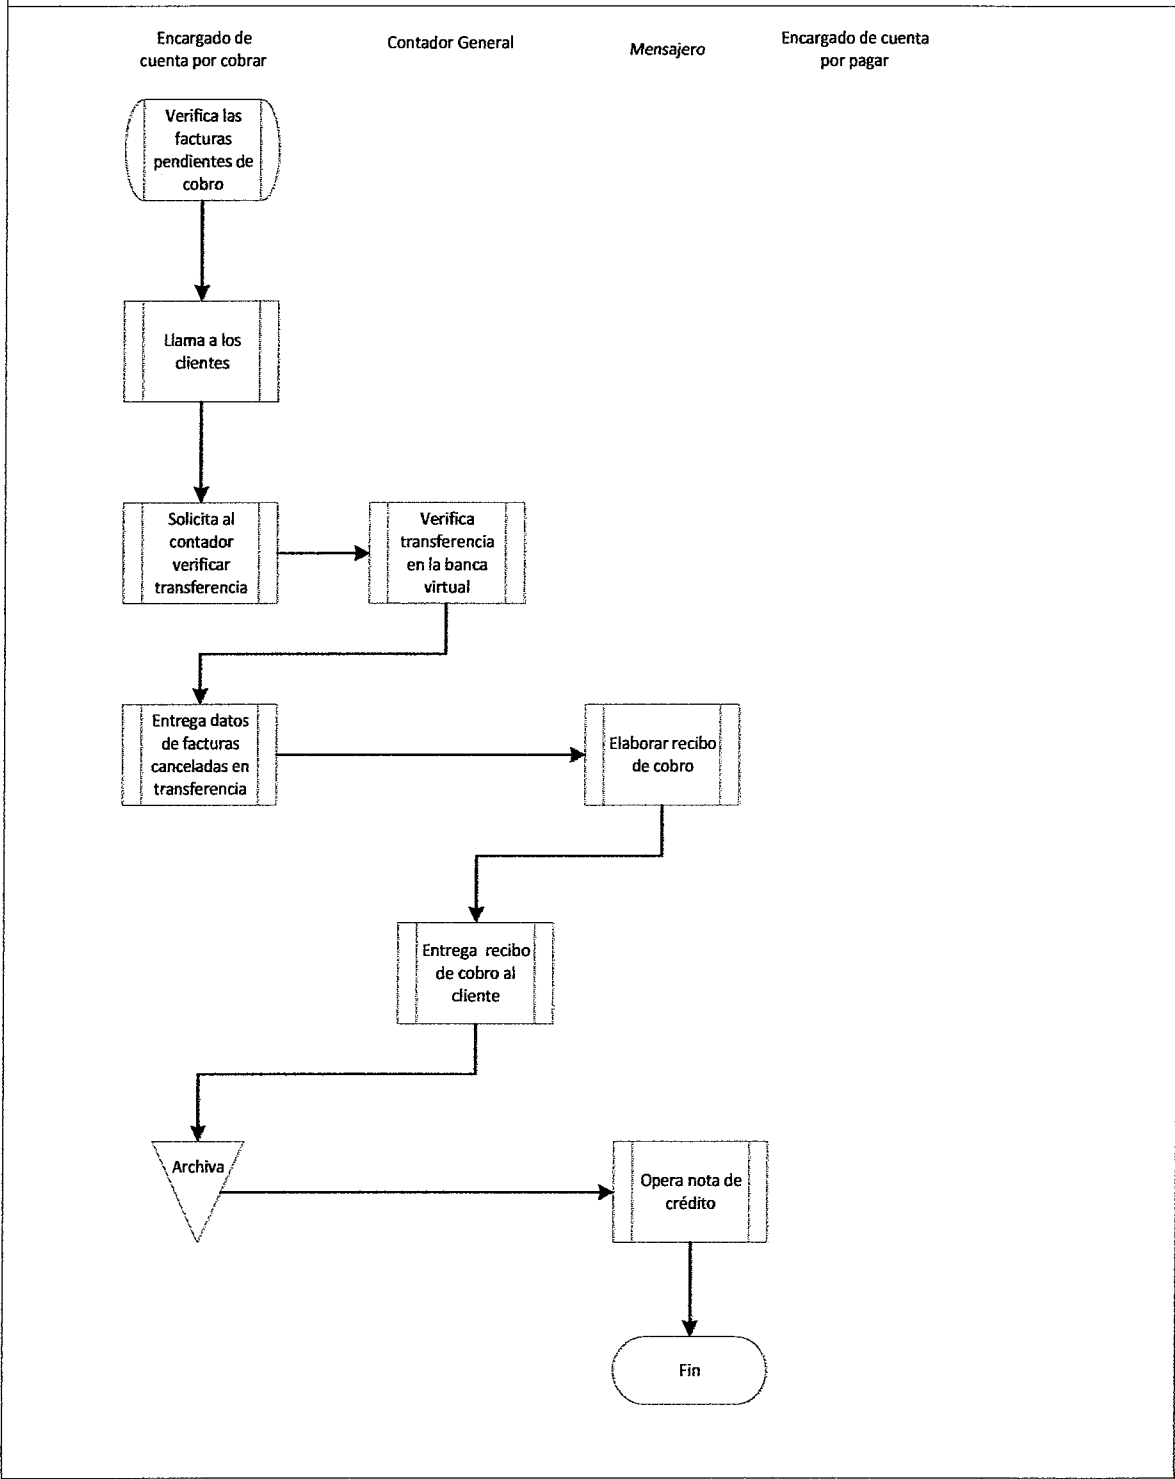 Encargado de
cuenta por cobrar
Contador General
Mensajero
Encargado de cuenta
por pagar
Verifica las
facturas
pendientes de
cobro
Llama a los
clientes
Solicita al
contador
verificar
transferencia
Verifica
transferencia
en la banca
virtual
Entrega datos
de facturas
canceladas en
transferencia
Elaborar recibo
de cobro
Entrega recibo
de cobro al
cliente
Archiva
Opera nota de
crédito
Fin